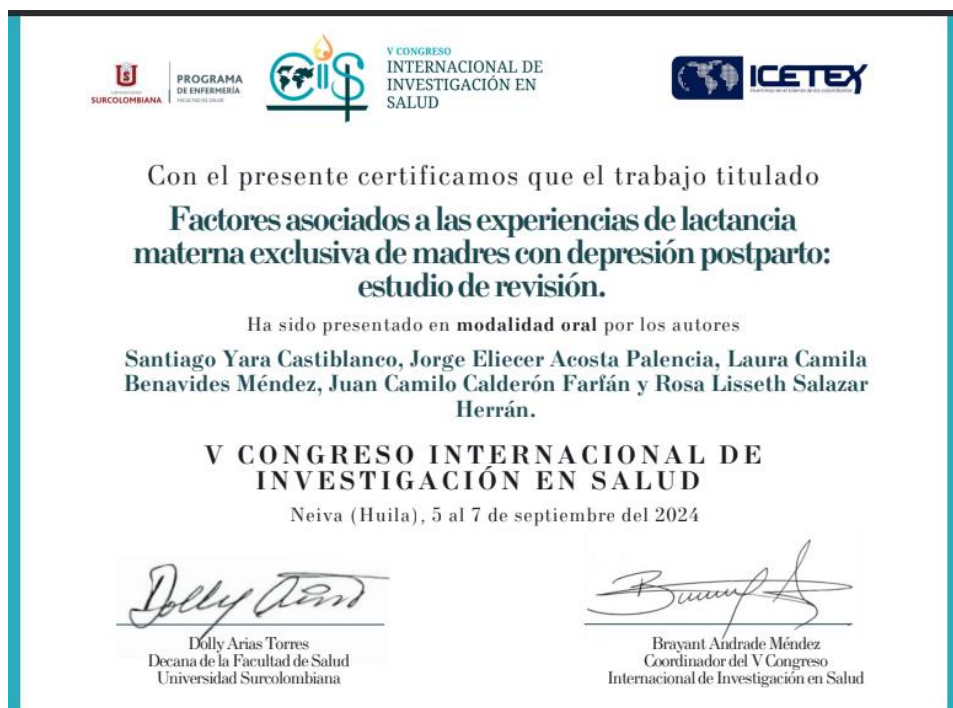 UNIVERSIDAD
SURCOLOMBIANA
PROGRAMA
DE ENFERMERÍA
FACULTAD DE SALUD
CIIS
V CONGRESO
INTERNACIONAL DE
INVESTIGACIÓN EN
SALUD
ICETEX
Con el presente certificamos que el trabajo titulado
Factores asociados a las experiencias de lactancia
materna exclusiva de madres con depresión postparto:
estudio de revisión.
Ha sido presentado en modalidad oral por los autores
Santiago Yara Castiblanco, Jorge Eliecer Acosta Palencia, Laura Camila
Benavides Méndez, Juan Camilo Calderón Farfán y Rosa Lisseth Salazar
Herrán.
V CONGRESO INTERNACIONAL DE
INVESTIGACIÓN EN SALUD
Neiva (Huila), 5 al 7 de septiembre del 2024
Dolly Arias Torres
Decana de la Facultad de Salud
Universidad Surcolombiana
Brayant Andrade Méndez
Coordinador del V Congreso
Internacional de Investigación en Salud